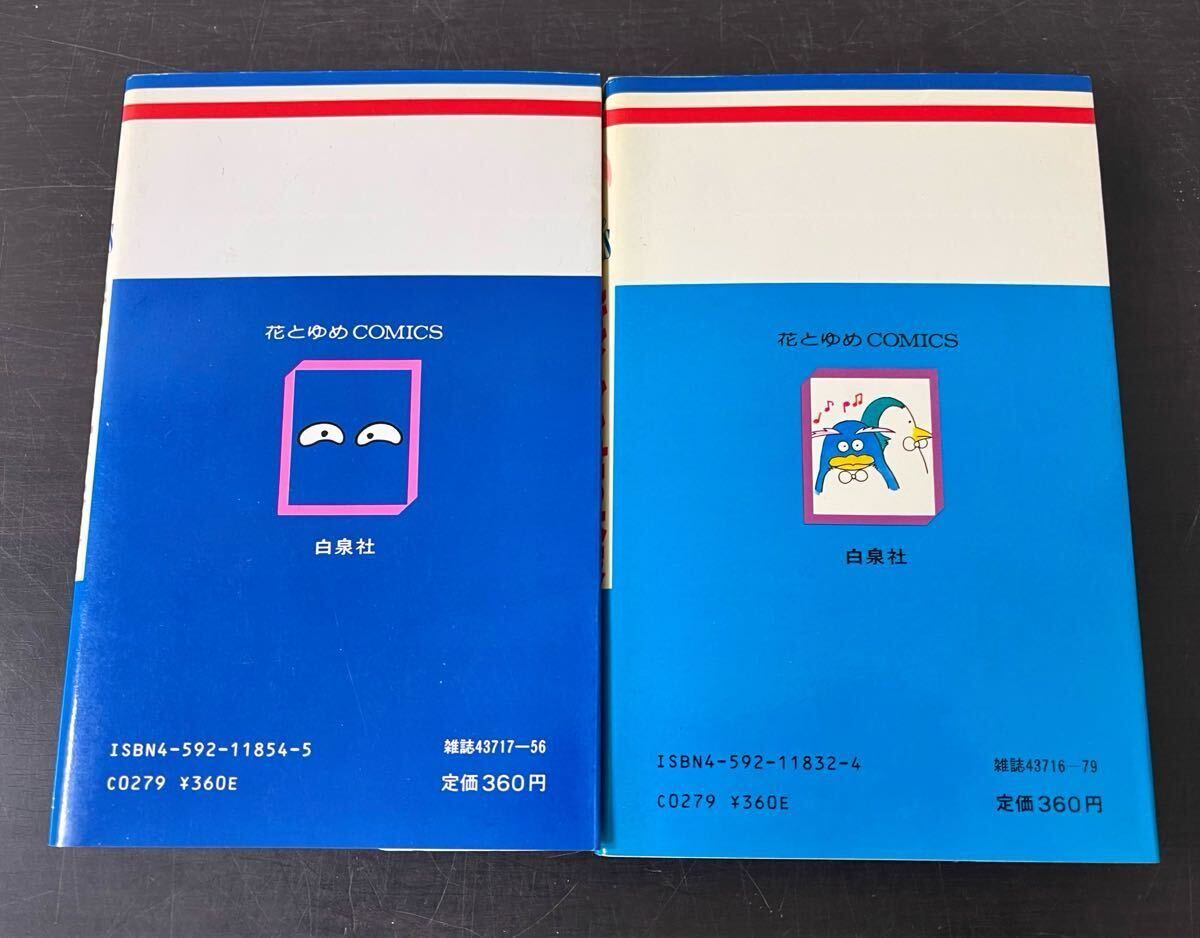 花とゆめCOMICS
白泉社
ISBN4-592-11854-5
雑誌43717-56
C0279 ¥360E
定価360円
花とゆめCOMICS
白泉社
ISBN4-592-11832-4
雑誌43716-79
C0279 ¥360E
定価360円